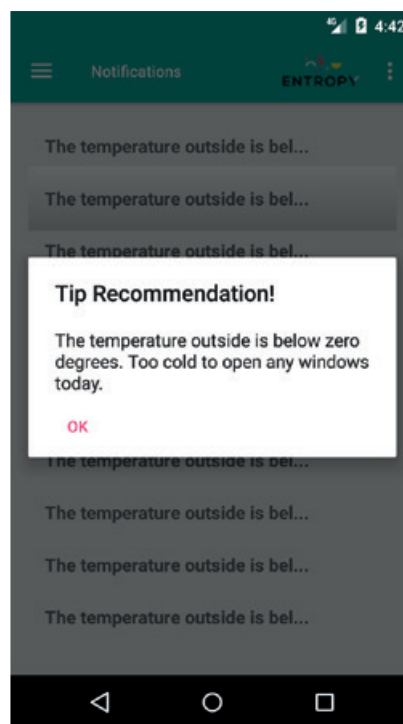 4G 4:42
Notifications
ENTROPY
The temperature outside is bel...
The temperature outside is bel...
The temperature outside is bel...
Tip Recommendation!
The temperature outside is below zero
degrees. Too cold to open any windows
today.
OK
The temperature outside is bel...
The temperature outside is bel...
The temperature outside is bel...
The temperature outside is bel...